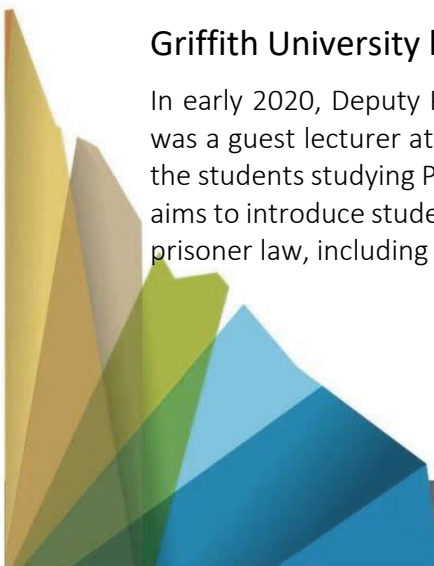 Griffith University
In early 2020, Deputy
was a guest lecturer at
the students studying
aims to introduce
prisoner law, including